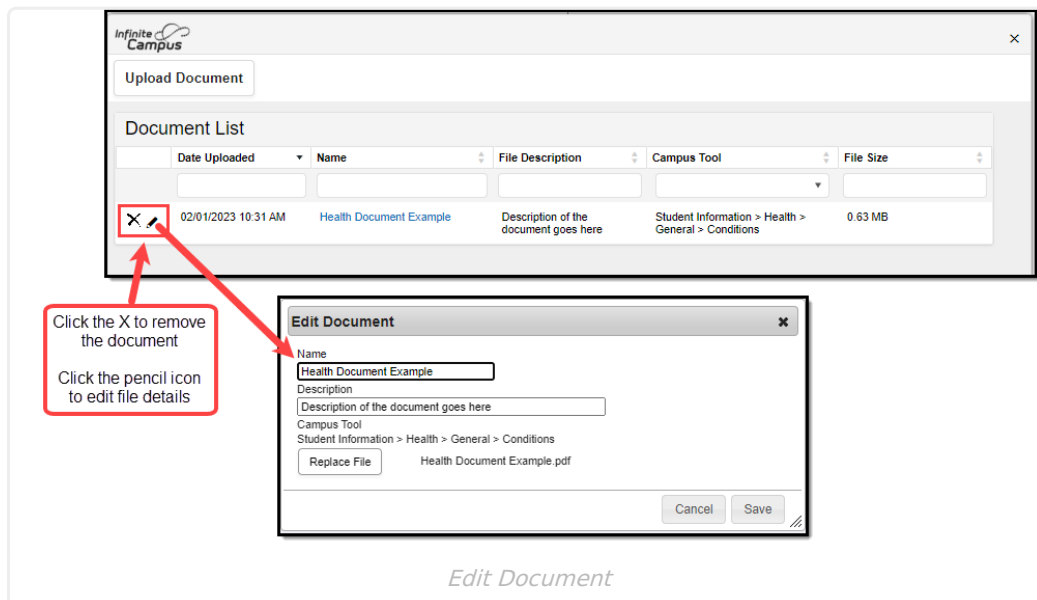 Infinite Campus
Upload Document
Document List
Date Uploaded Name File Description Campus Tool File Size
02/01/2023 10:31 AM Health Document Example Description of the document goes here Student Information > Health > General > Conditions 0.63 MB
Click the X to remove
the document
Click the pencil icon
to edit file details
Edit Document
Name
Health Document Example
Description
Description of the document goes here
Campus Tool
Student Information > Health > General > Conditions
Replace File Health Document Example.pdf
Cancel Save
Edit Document